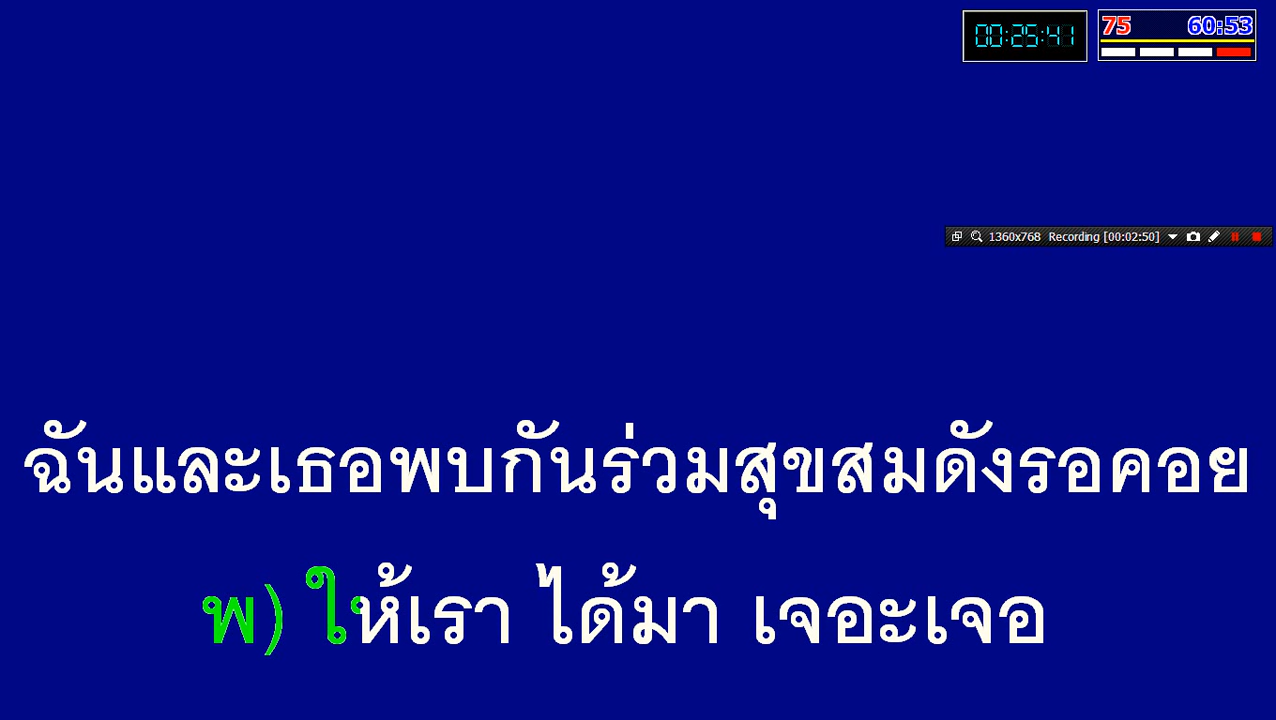 00:25:41
75 60:53
1360x768 Recording [00:02:50]
ฉันและเธอพบกันร่วมสุขสมดังรอคอย
พ) ให้เรา ได้มา เจอะเจอ